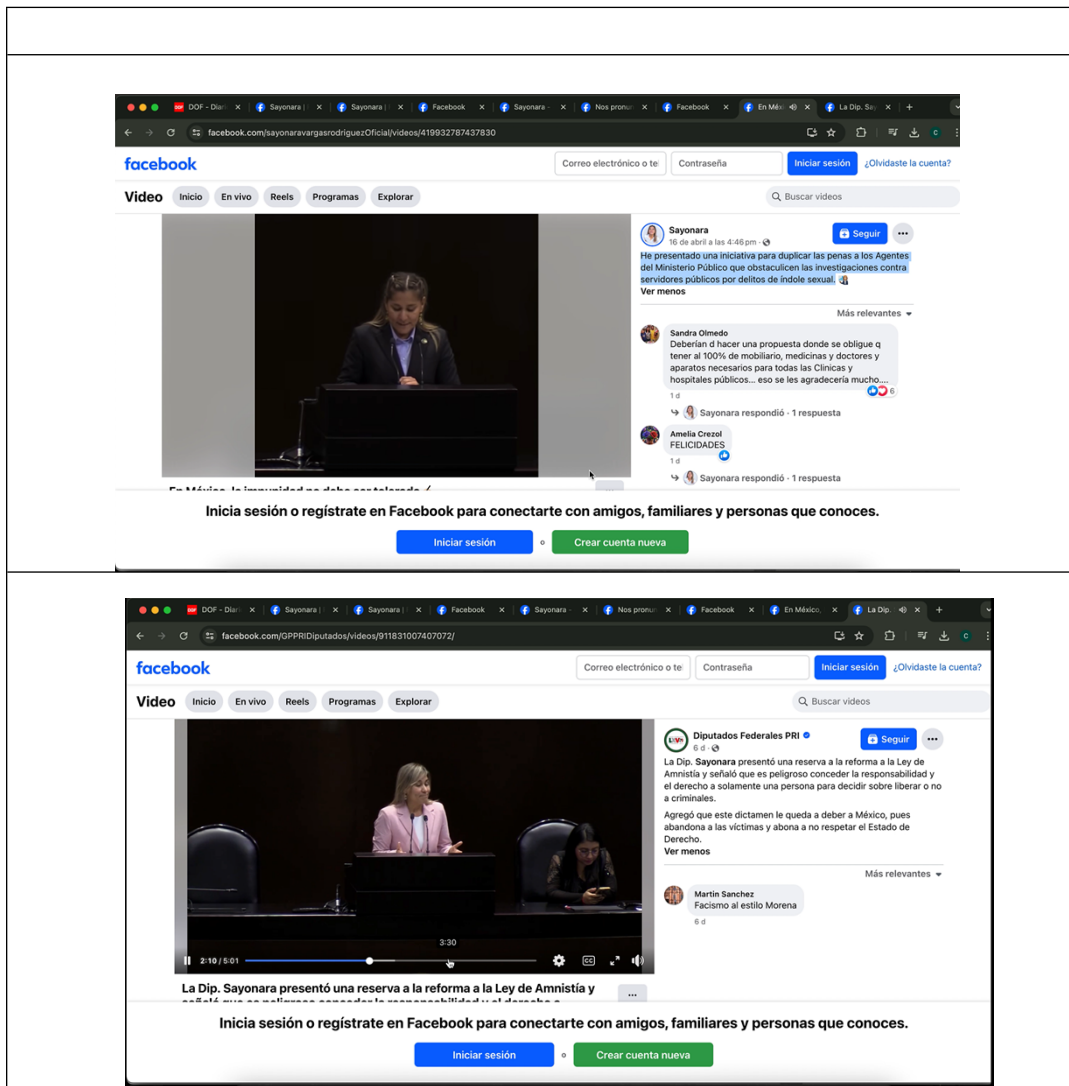 DOF - Diari
Sayonara |
Sayonara |
Facebook
Sayonara -
Nos pronun
Facebook
En Méxi
La Dip. Say
facebook.com/sayonaravargasrodriguezOficial/videos/419932787437830
facebook
Correo electrónico o te
Contraseña
Iniciar sesión
¿Olvidaste la cuenta?
Video
Inicio
En vivo
Reels
Programas
Explorar
Buscar videos
Sayonara
16 de abril a las 4:46 pm ·
Seguir
He presentado una iniciativa para duplicar las penas a los Agentes
del Ministerio Público que obstaculicen las investigaciones contra
servidores públicos por delitos de índole sexual.
Ver menos
Más relevantes
Sandra Olmedo
Deberían d hacer una propuesta donde se obligue q
tener al 100% de mobiliario, medicinas y doctores y
aparatos necesarios para todas las Clinicas y
hospitales públicos... eso se les agradecería mucho....
6
1 d
Sayonara respondió · 1 respuesta
Amelia Crezol
FELICIDADES
1 d
Sayonara respondió · 1 respuesta
En México, la impunidad no debe ser tolerada
Inicia sesión o regístrate en Facebook para conectarte con amigos, familiares y personas que conoces.
Iniciar sesión
o
Crear cuenta nueva
DOF - Diari
Sayonara |
Sayonara |
Facebook
Sayonara -
Nos pronun
Facebook
En México,
La Dip.
facebook.com/GPPRIDiputados/videos/911831007407072/
facebook
Correo electrónico o te
Contraseña
Iniciar sesión
¿Olvidaste la cuenta?
Video
Inicio
En vivo
Reels
Programas
Explorar
Buscar videos
Diputados Federales PRI
6 d ·
Seguir
La Dip. Sayonara presentó una reserva a la reforma a la Ley de
Amnistía y señaló que es peligroso conceder la responsabilidad y
el derecho a solamente una persona para decidir sobre liberar o no
a criminales.
Agregó que este dictamen le queda a deber a México, pues
abandona a las víctimas y abona a no respetar el Estado de
Derecho.
Ver menos
Más relevantes
Martin Sanchez
Facismo al estilo Morena
6 d
3:30
2:10 / 5:01
CC
La Dip. Sayonara presentó una reserva a la reforma a la Ley de Amnistía y
señaló que es peligroso conceder la responsabilidad y el derecho a
Inicia sesión o regístrate en Facebook para conectarte con amigos, familiares y personas que conoces.
Iniciar sesión
o
Crear cuenta nueva